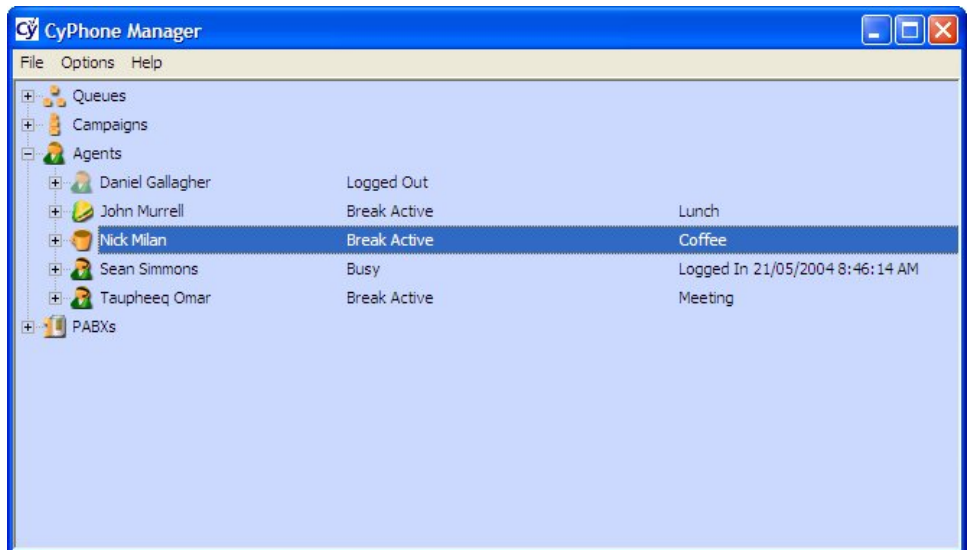 Cy CyPhone Manager
File Options Help
Queues
Campaigns
Agents
Daniel Gallagher Logged Out
John Murrell Break Active Lunch
Nick Milan Break Active Coffee
Sean Simmons Busy Logged In 21/05/2004 8:46:14 AM
Taupheeq Omar Break Active Meeting
PABXs